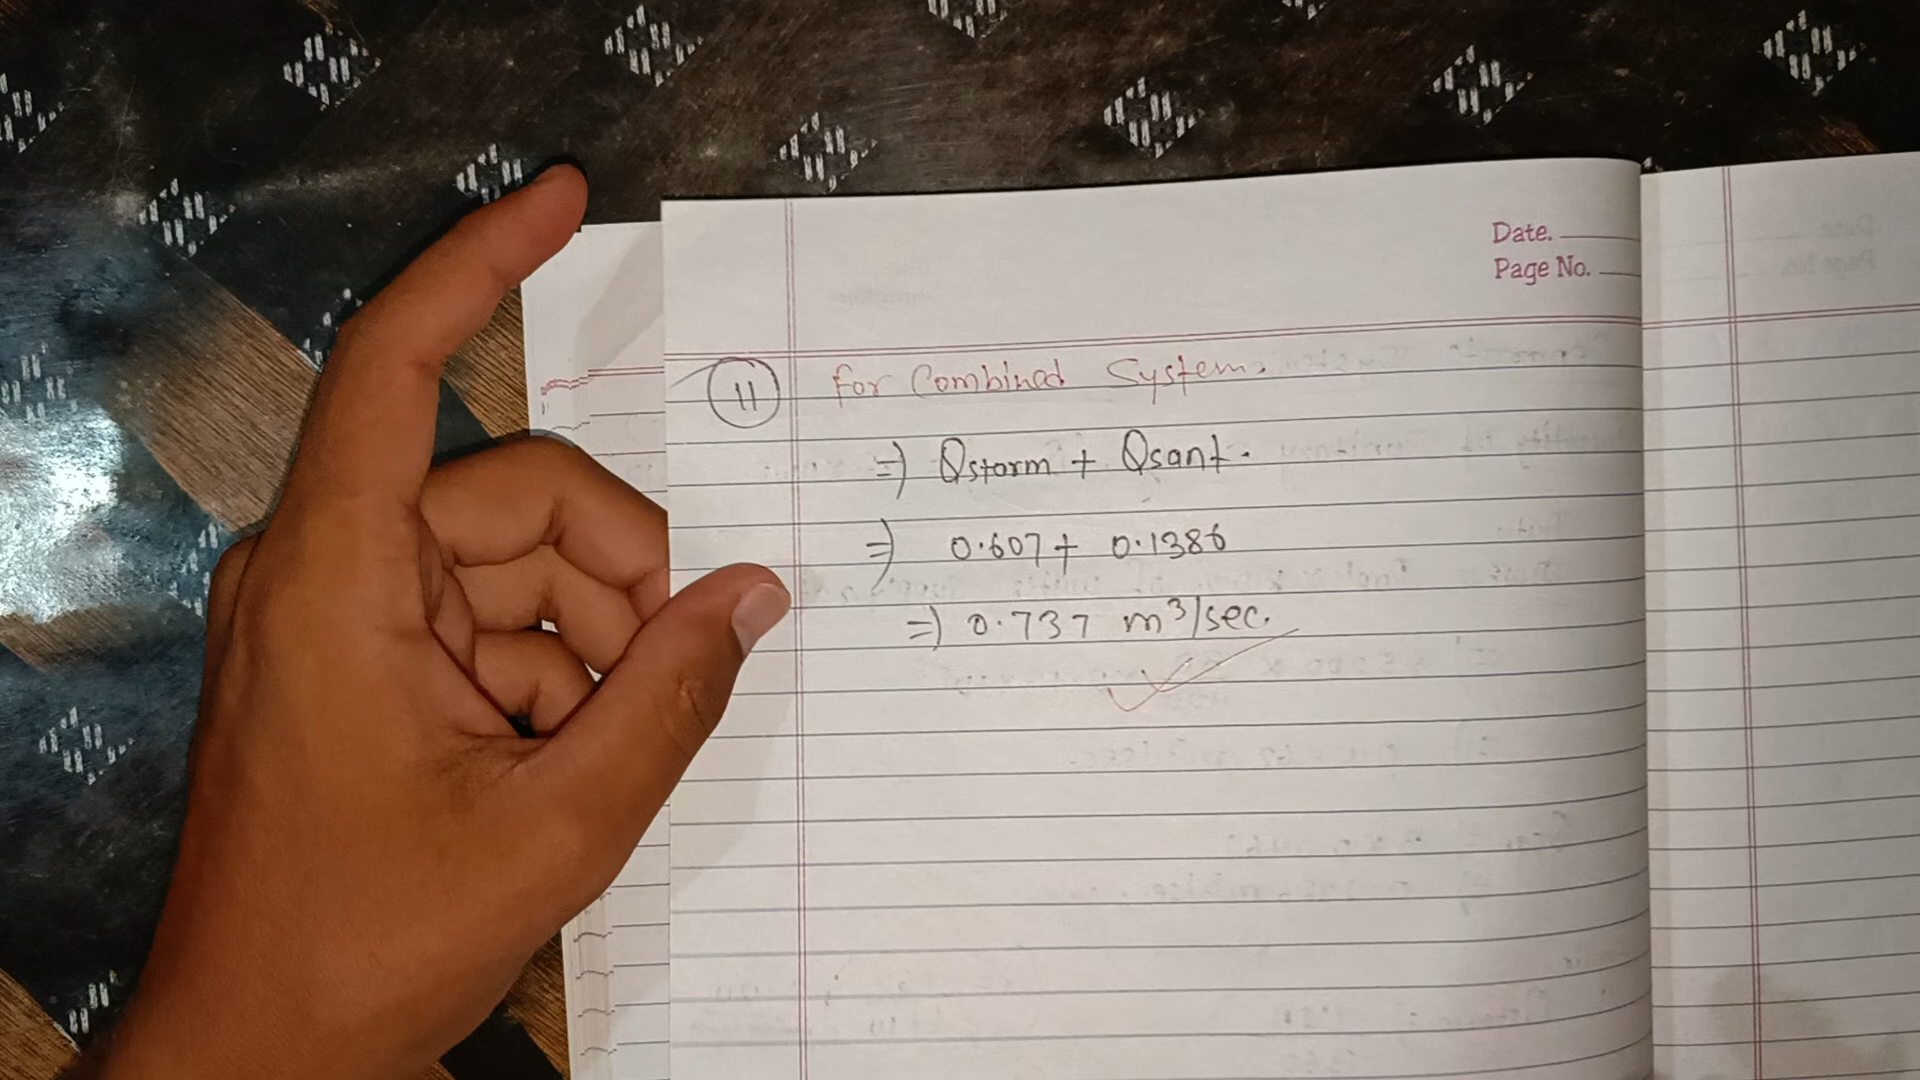 Date.
Page No.
11 for Combined System.
=) Qstorm + Qsant.
=) 0.607 + 0.1386
=) 0.737 m³/sec.